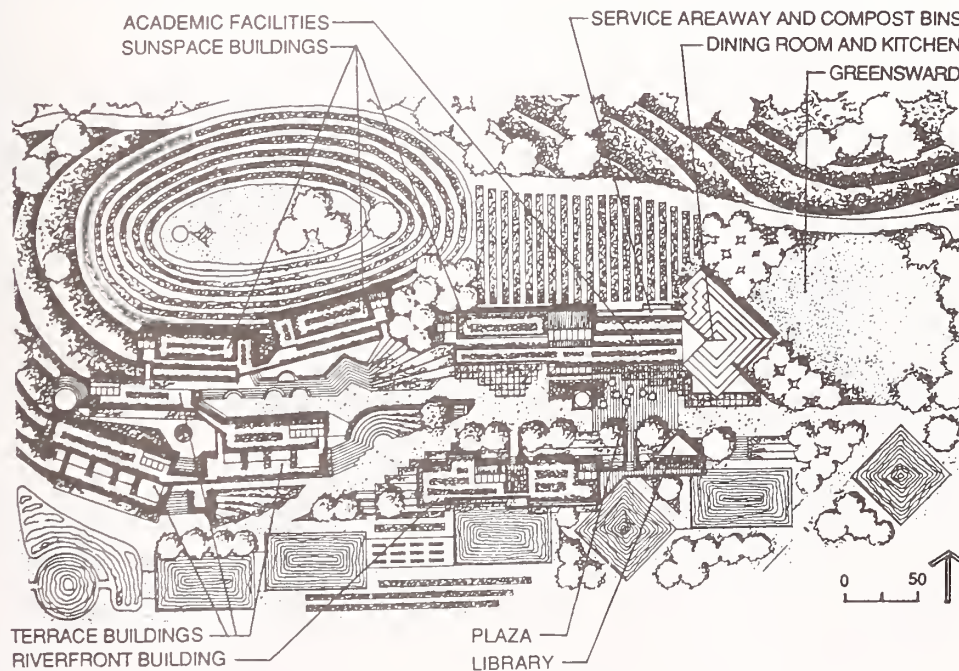 ACADEMIC FACILITIES
SUNSPACE BUILDINGS
SERVICE AREAWAY AND COMPOST BINS
DINING ROOM AND KITCHEN
GREENSWARD
0 50
TERRACE BUILDINGS
RIVERFRONT BUILDING
PLAZA
LIBRARY